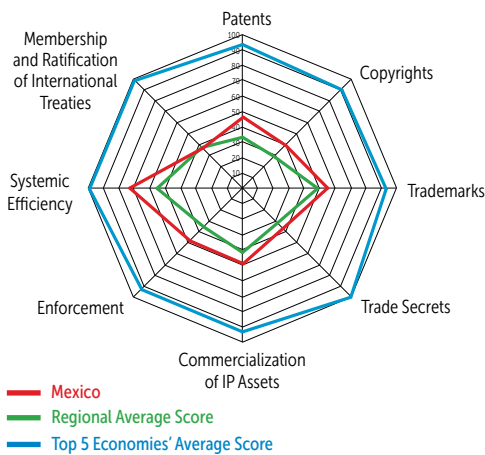 Patents
Membership
and Ratification
of International
Treaties
Copyrights
100
90
80
70
60
50
40
30
20
10
0
Systemic
Efficiency
Trademarks
Enforcement
Trade Secrets
Commercialization
of IP Assets
Mexico
Regional Average Score
Top 5 Economies' Average Score